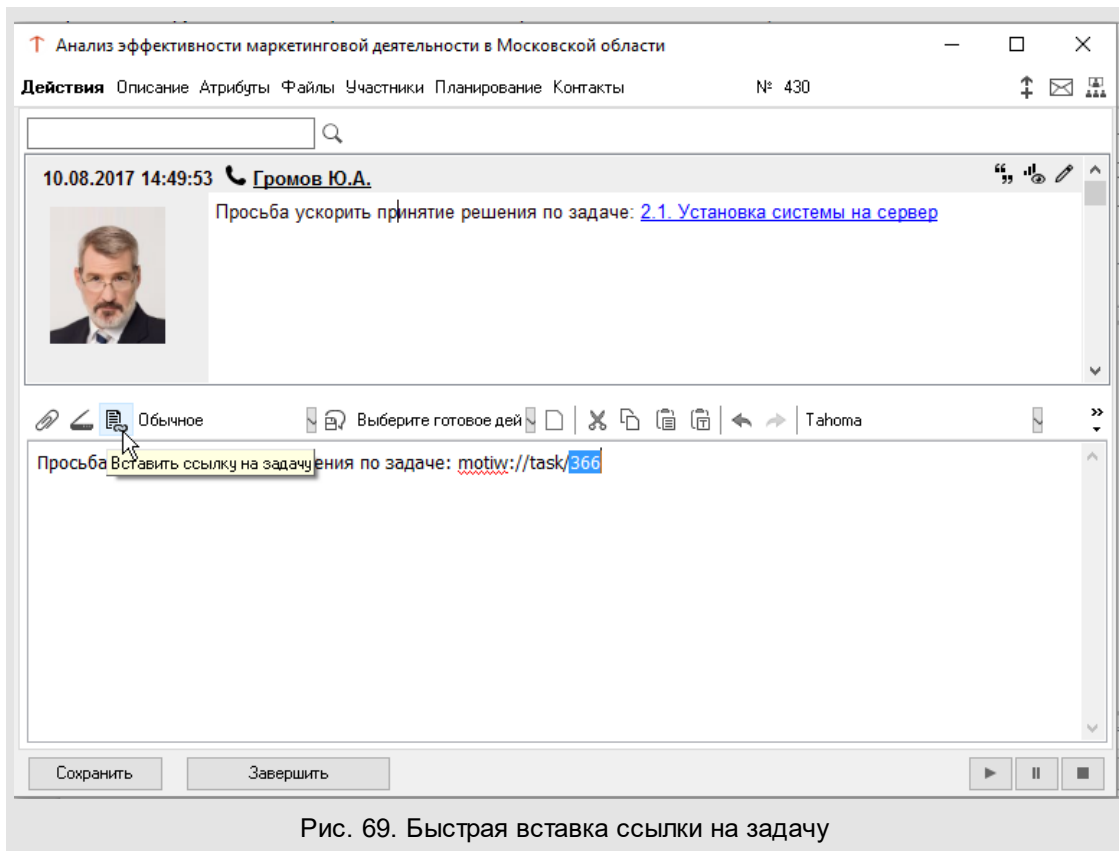 Анализ эффективности маркетинговой деятельности в Московской области
Действия Описание Атрибуты Файлы Участники Планирование Контакты № 430
10.08.2017 14:49:53 Громов Ю.А.
Просьба ускорить принятие решения по задаче: 2.1. Установка системы на сервер
Обычное Выберите готовое дей Tahoma
Просьба Вставить ссылку на задачу ения по задаче: motiw://task/366
Сохранить Завершить
Рис. 69. Быстрая вставка ссылки на задачу